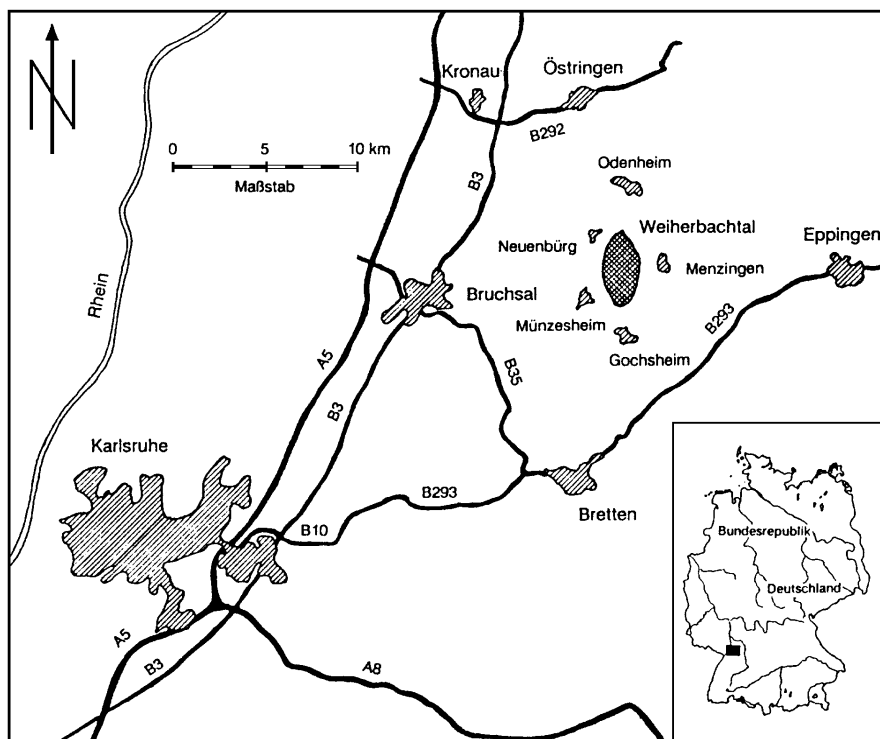 N
Kronau
Östringen
B292
0 5 10 km
Maßstab
B3
Odenheim
Neuenbürg
Weiherbachtal
Menzingen
Eppingen
Münzesheim
Gochsheim
Bruchsal
B293
Rhein
A5
B35
B3
Karlsruhe
B293
B10
Bretten
A5
B3
A8
Bundesrepublik
Deutschland